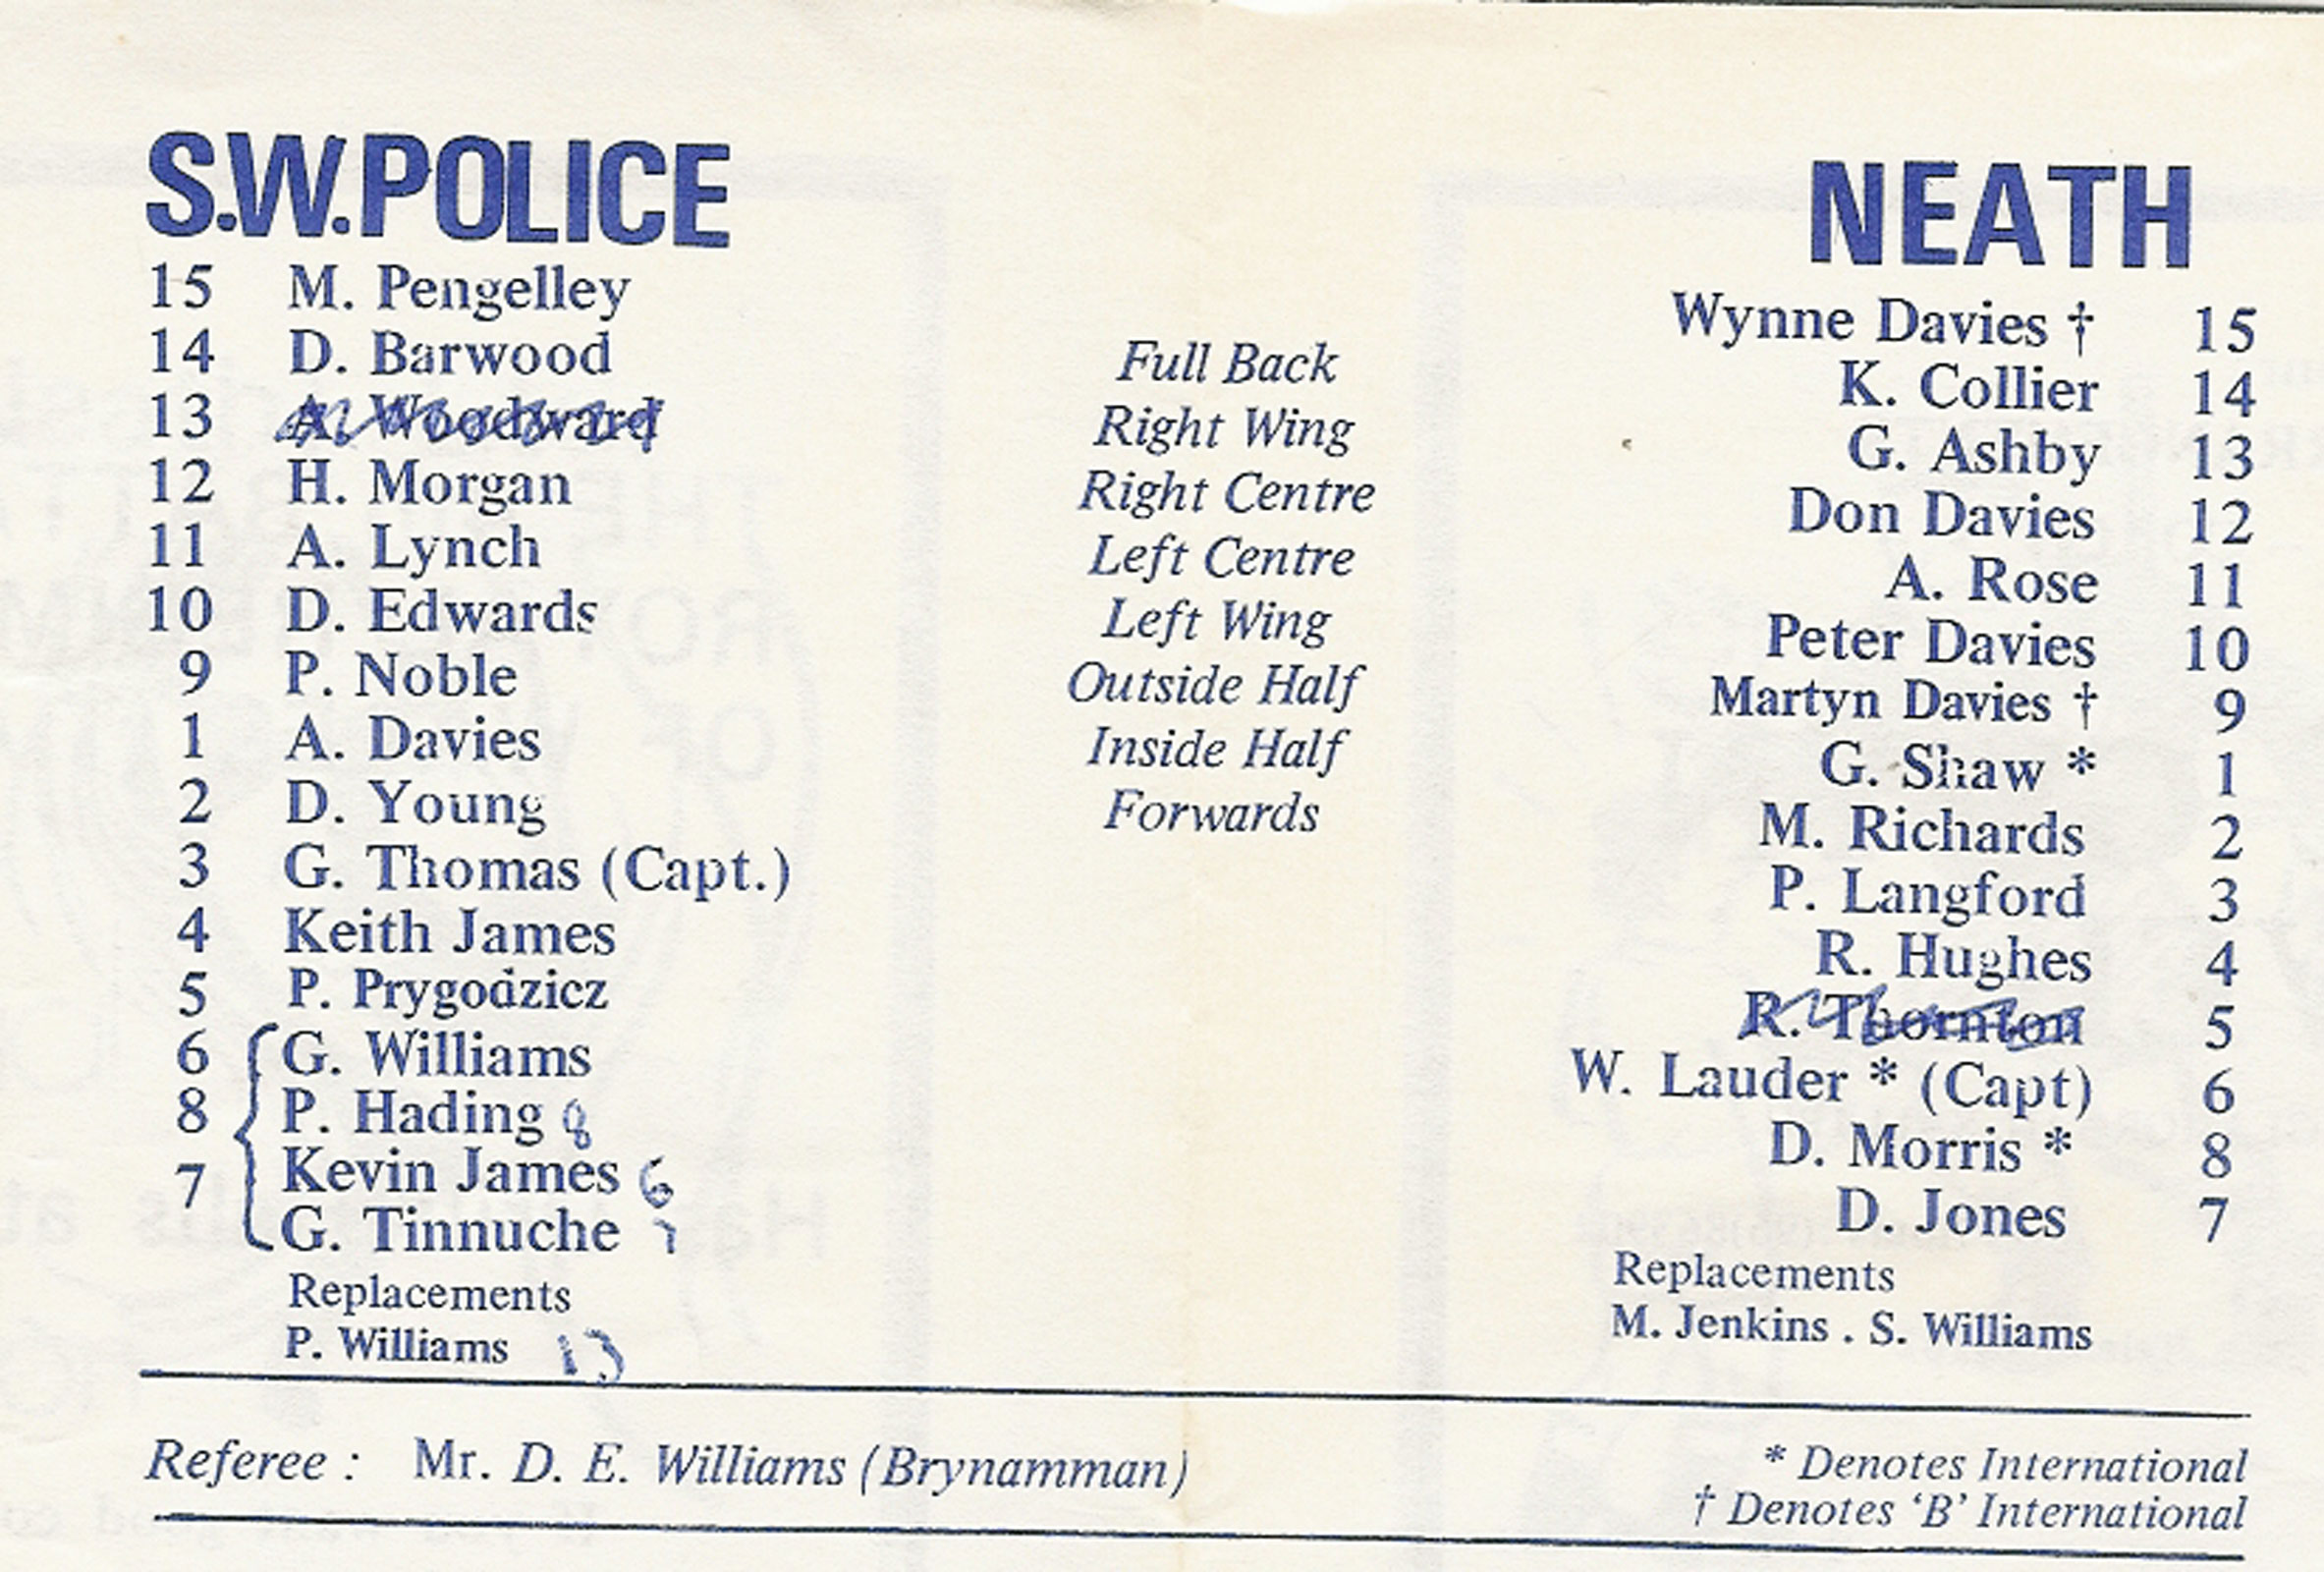 S.W.POLICE
15 M. Pengelley
14 D. Barwood
13 A. Woodward
12 H. Morgan
11 A. Lynch
10 D. Edwards
9 P. Noble
1 A. Davies
2 D. Young
3 G. Thomas (Capt.)
4 Keith James
5 P. Prygodzicz
6 G. Williams
8 P. Hading 8
Kevin James 6
7 G. Tinnuche 7
Replacements
P. Williams 13
Full Back
Right Wing
Right Centre
Left Centre
Left Wing
Outside Half
Inside Half
Forwards
NEATH
Wynne Davies † 15
K. Collier 14
G. Ashby 13
Don Davies 12
A. Rose 11
Peter Davies 10
Martyn Davies † 9
G. Shaw * 1
M. Richards 2
P. Langford 3
R. Hughes 4
R. Thornton 5
W. Lauder * (Capt) 6
D. Morris * 8
D. Jones 7
Replacements
M. Jenkins . S. Williams
Referee : Mr. D. E. Williams (Brynamman)
* Denotes International
† Denotes ‘B’ International